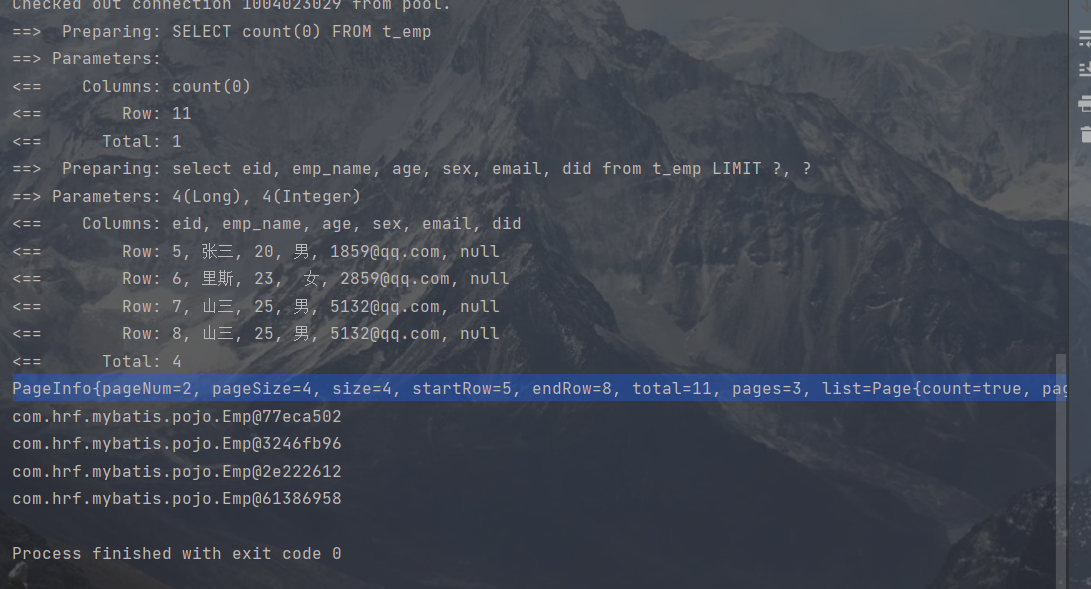 Checked out connection 1004023029 from pool.
==>  Preparing: SELECT count(0) FROM t_emp
==> Parameters:
<==    Columns: count(0)
<==        Row: 11
<==      Total: 1
==>  Preparing: select eid, emp_name, age, sex, email, did from t_emp LIMIT ?, ?
==> Parameters: 4(Long), 4(Integer)
<==    Columns: eid, emp_name, age, sex, email, did
<==        Row: 5, 张三, 20, 男, 1859@qq.com, null
<==        Row: 6, 里斯, 23,  女, 2859@qq.com, null
<==        Row: 7, 山三, 25, 男, 5132@qq.com, null
<==        Row: 8, 山三, 25, 男, 5132@qq.com, null
<==      Total: 4
PageInfo{pageNum=2, pageSize=4, size=4, startRow=5, endRow=8, total=11, pages=3, list=Page{count=true, pag
com.hrf.mybatis.pojo.Emp@77eca502
com.hrf.mybatis.pojo.Emp@3246fb96
com.hrf.mybatis.pojo.Emp@2e222612
com.hrf.mybatis.pojo.Emp@61386958
Process finished with exit code 0